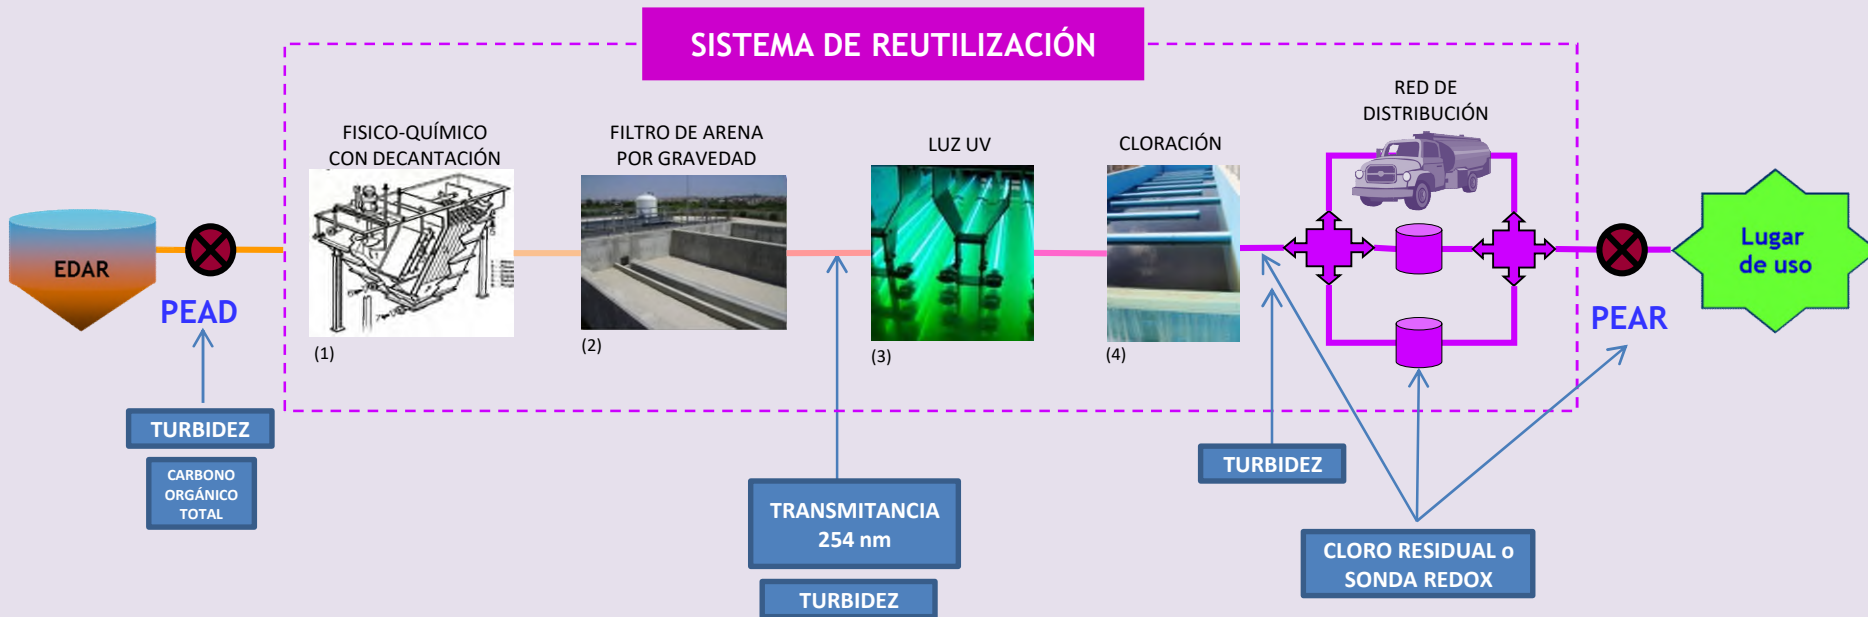 SISTEMA DE REUTILIZACIÓN
FISICO-QUÍMICO
CON DECANTACIÓN
FILTRO DE ARENA
POR GRAVEDAD
LUZ UV
CLORACIÓN
RED DE
DISTRIBUCIÓN
EDAR
PEAD
(1)
(2)
(3)
(4)
PEAR
Lugar
de uso
TURBIDEZ
CARBONO
ORGÁNICO
TOTAL
TRANSMITANCIA
254 nm
TURBIDEZ
TURBIDEZ
CLORO RESIDUAL o
SONDA REDOX